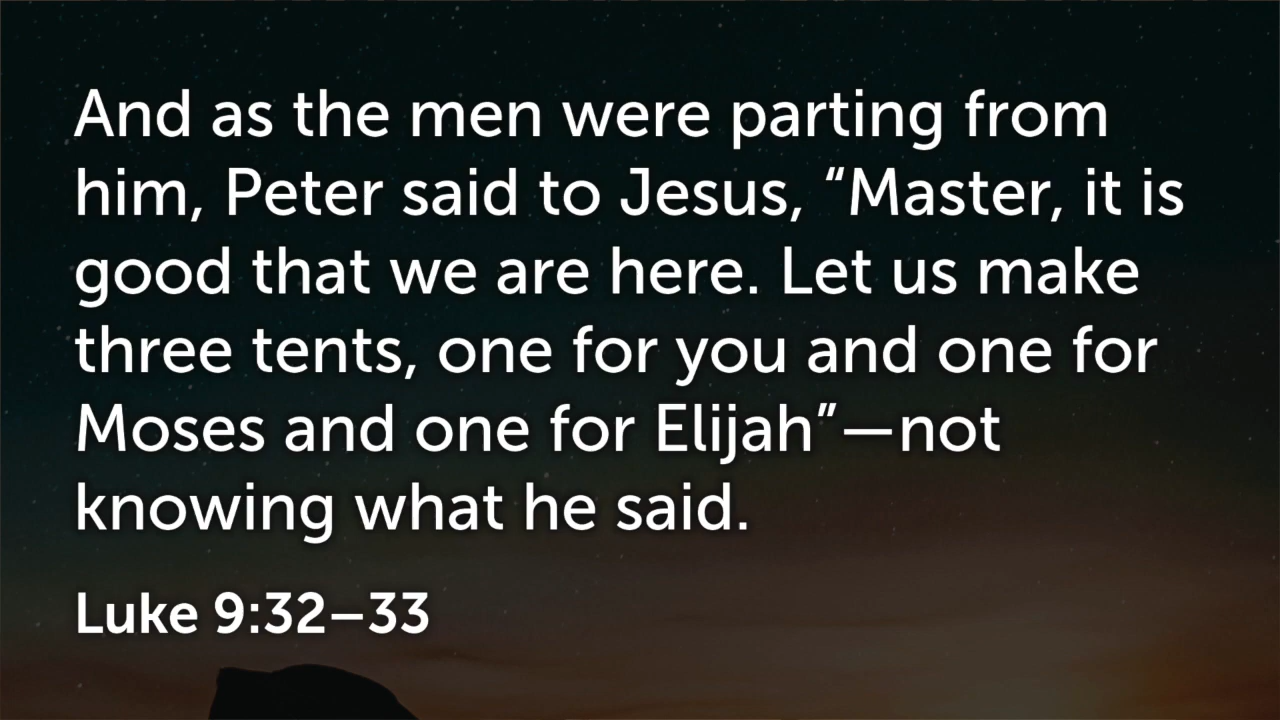 And as the men were parting from
him, Peter said to Jesus, “Master, it is
good that we are here. Let us make
three tents, one for you and one for
Moses and one for Elijah”—not
knowing what he said.
Luke 9:32–33